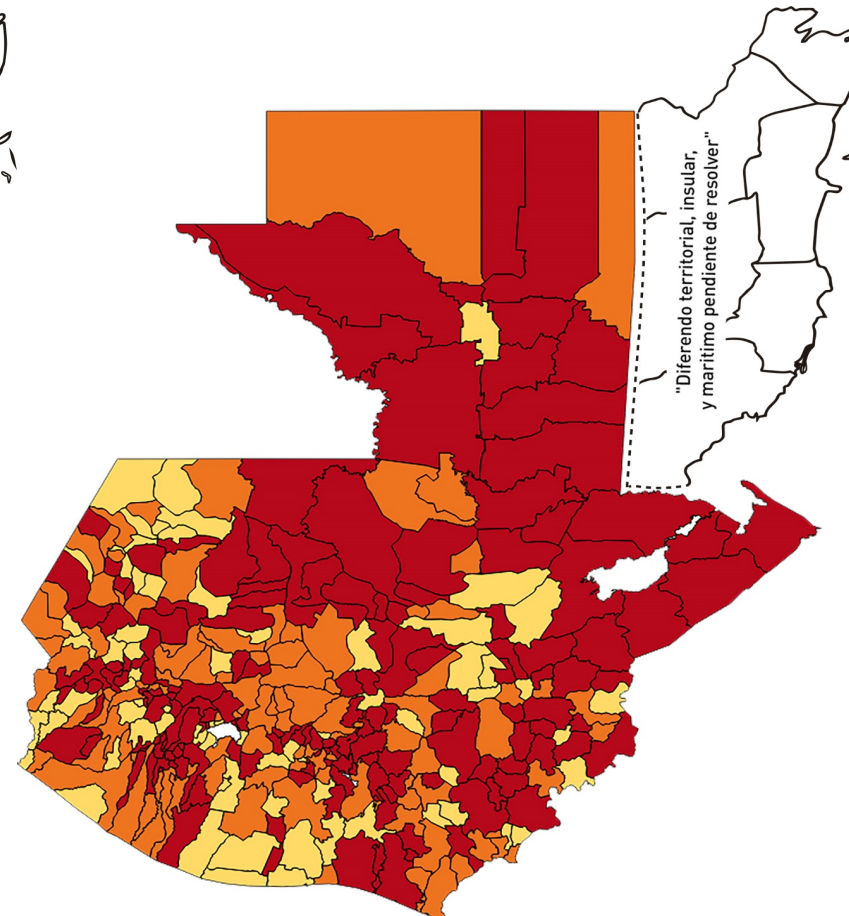 "Diferendo territorial, insular,
y marítimo pendiente de resolver"